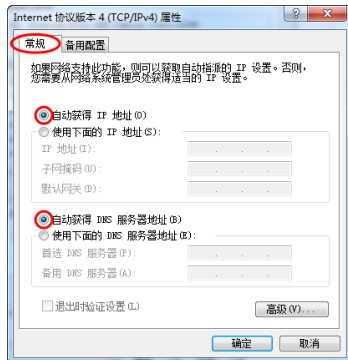 Internet 协议版本 4 (TCP/IPv4) 属性
常规 备用配置
如果网络支持此功能，则可以获取自动指派的 IP 设置。否则，
您需要从网络系统管理员处获得适当的 IP 设置。
自动获得 IP 地址(O)
使用下面的 IP 地址(S):
IP 地址(I):
子网掩码(U):
默认网关(D):
自动获得 DNS 服务器地址(B)
使用下面的 DNS 服务器地址(E):
首选 DNS 服务器(P):
备用 DNS 服务器(A):
退出时验证设置(L)
高级(V)...
确定 取消